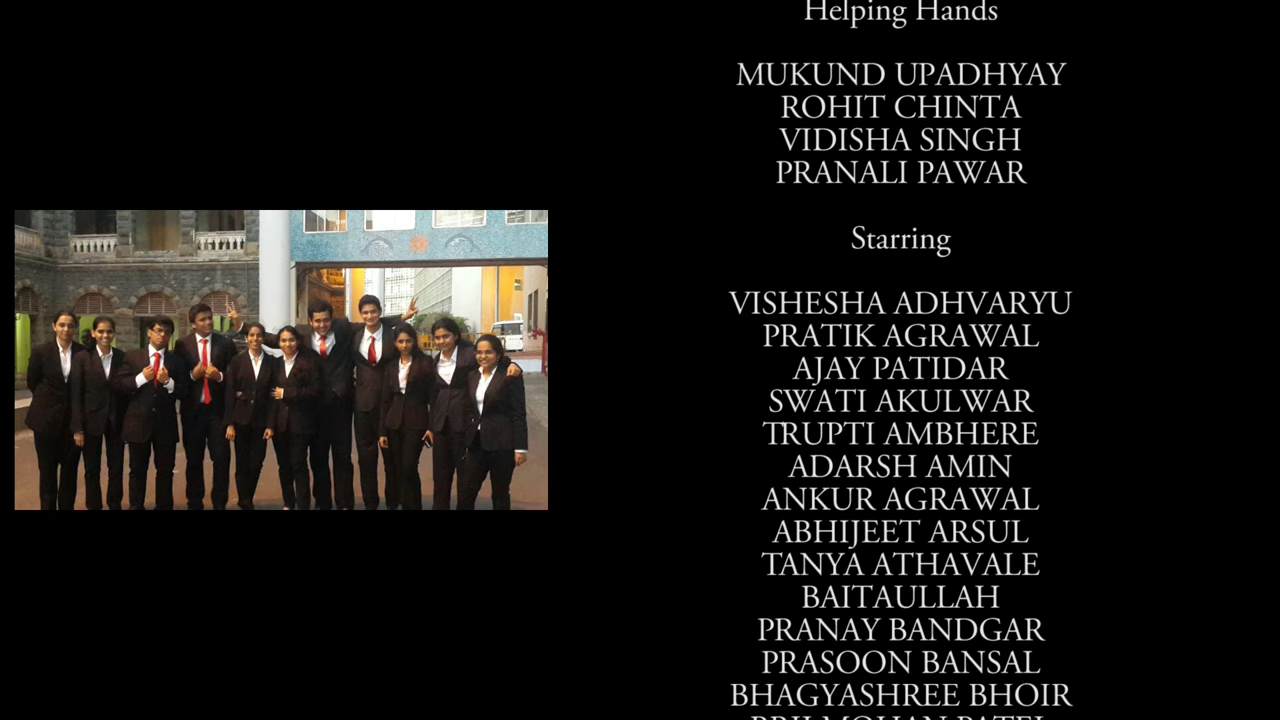 Helping Hands
MUKUND UPADHYAY
ROHIT CHINTA
VIDISHA SINGH
PRANALI PAWAR
Starring
VISHESHA ADHVARYU
PRATIK AGRAWAL
AJAY PATIDAR
SWATI AKULWAR
TRUPTI AMBHERE
ADARSH AMIN
ANKUR AGRAWAL
ABHIJEET ARSUL
TANYA ATHAVALE
BAITAULLAH
PRANAY BANDGAR
PRASOON BANSAL
BHAGYASHREE BHOIR